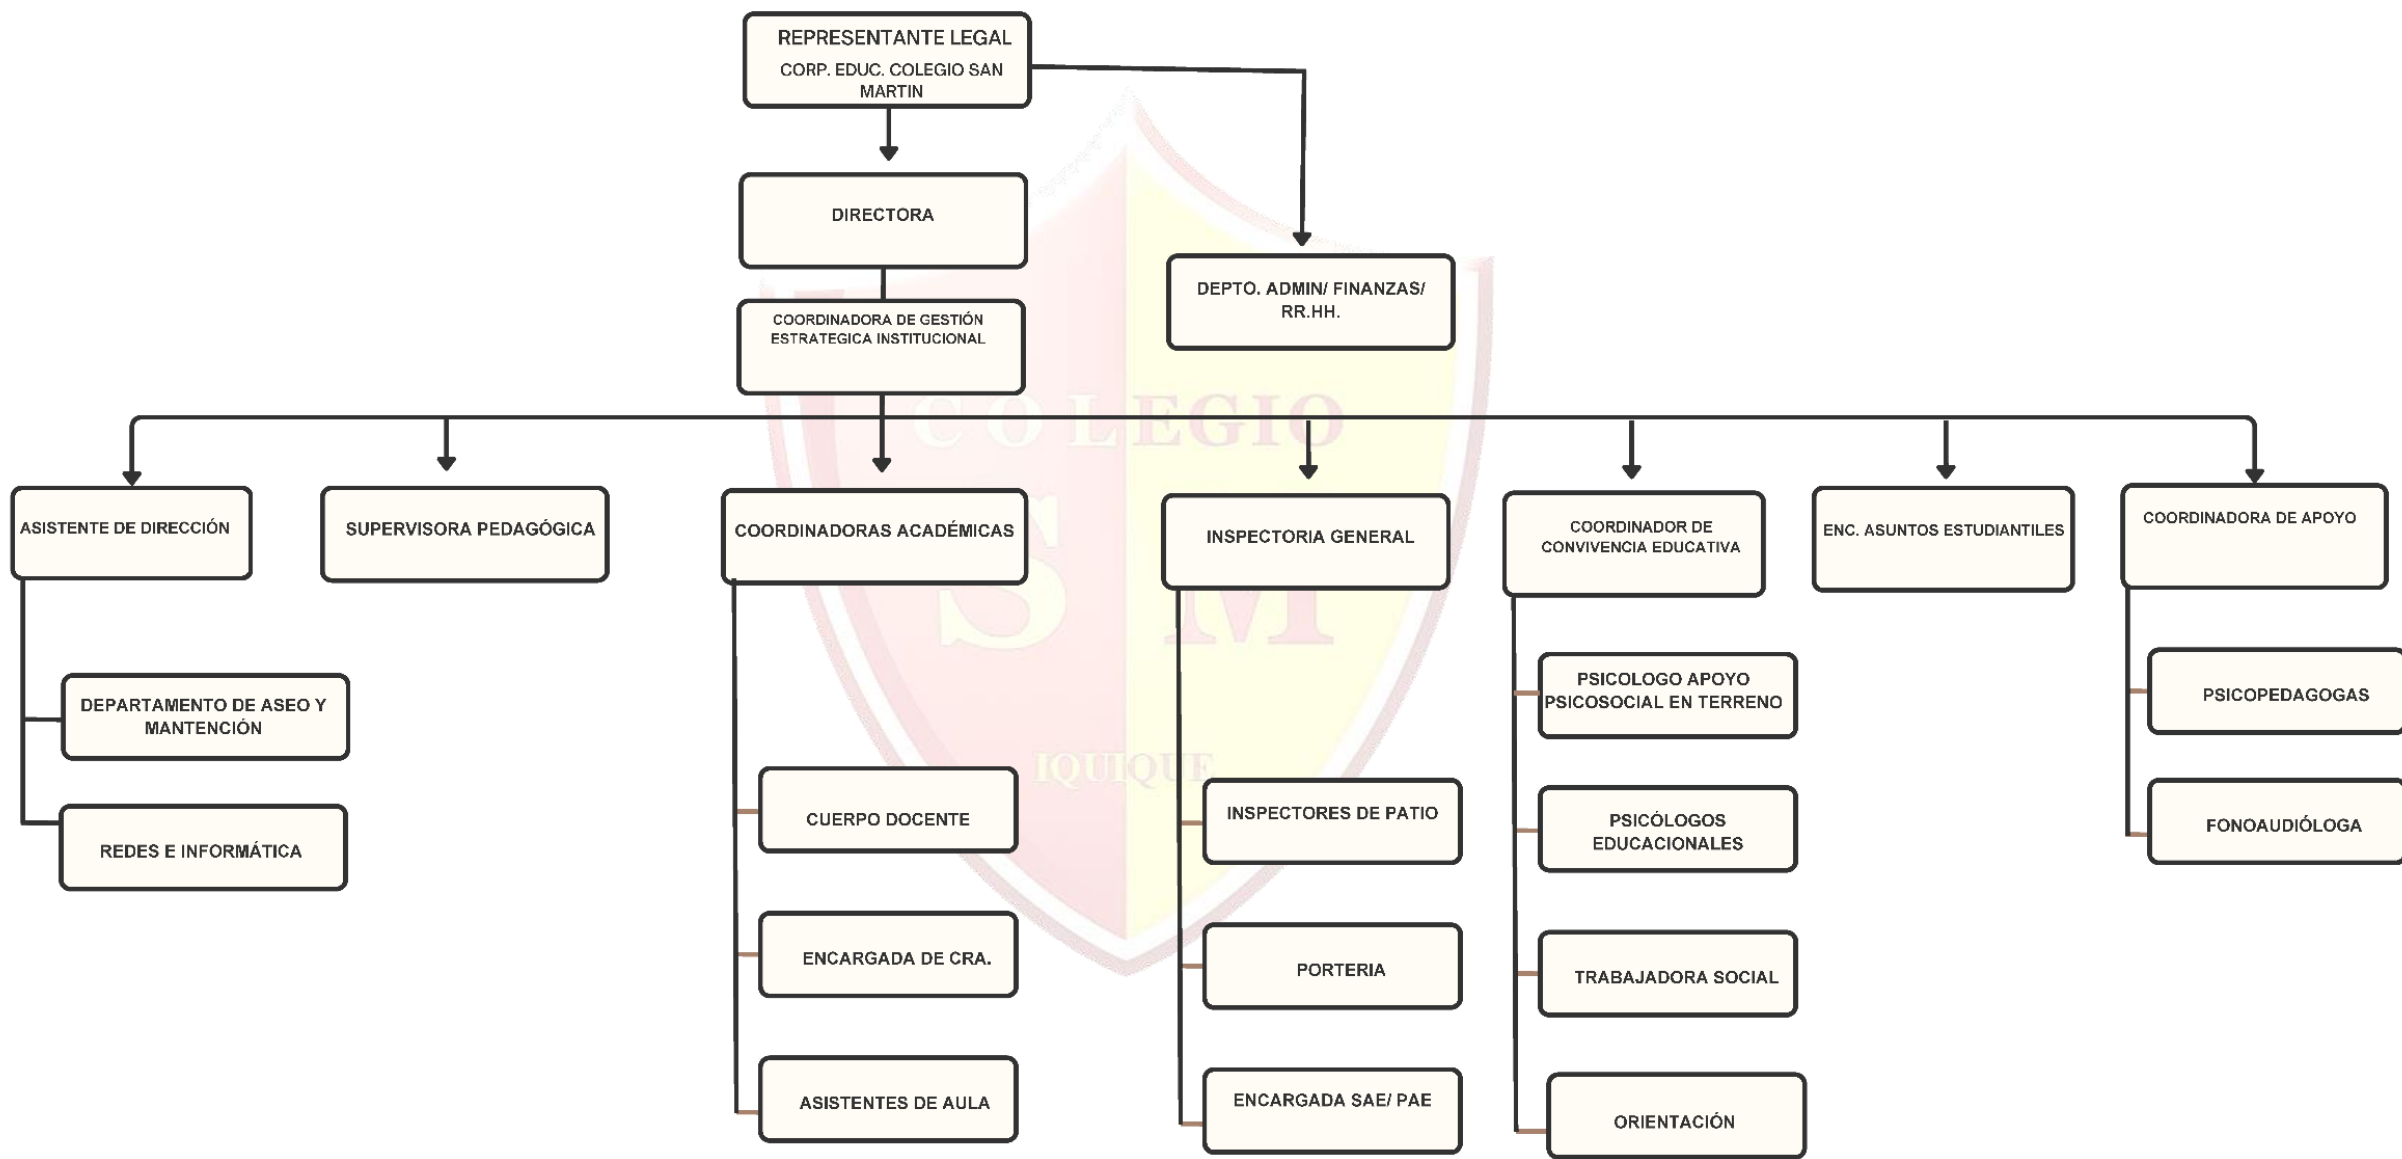 REPRESENTANTE LEGAL
CORP. EDUC. COLEGIO SAN
MARTIN
DIRECTORA
DEPTO. ADMIN/ FINANZAS/
RR.HH.
COORDINADORA DE GESTIÓN
ESTRATEGICA INSTITUCIONAL
COLEGIO
S M
IQUIQUE
ASISTENTE DE DIRECCIÓN
SUPERVISORA PEDAGÓGICA
COORDINADORAS ACADÉMICAS
INSPECTORIA GENERAL
COORDINADOR DE
CONVIVENCIA EDUCATIVA
ENC. ASUNTOS ESTUDIANTILES
COORDINADORA DE APOYO
DEPARTAMENTO DE ASEO Y
MANTENCIÓN
REDES E INFORMÁTICA
CUERPO DOCENTE
ENCARGADA DE CRA.
ASISTENTES DE AULA
INSPECTORES DE PATIO
PORTERIA
ENCARGADA SAE/ PAE
PSICOLOGO APOYO
PSICOSOCIAL EN TERRENO
PSICÓLOGOS
EDUCACIONALES
TRABAJADORA SOCIAL
ORIENTACIÓN
PSICOPEDAGOGAS
FONOAUDIÓLOGA